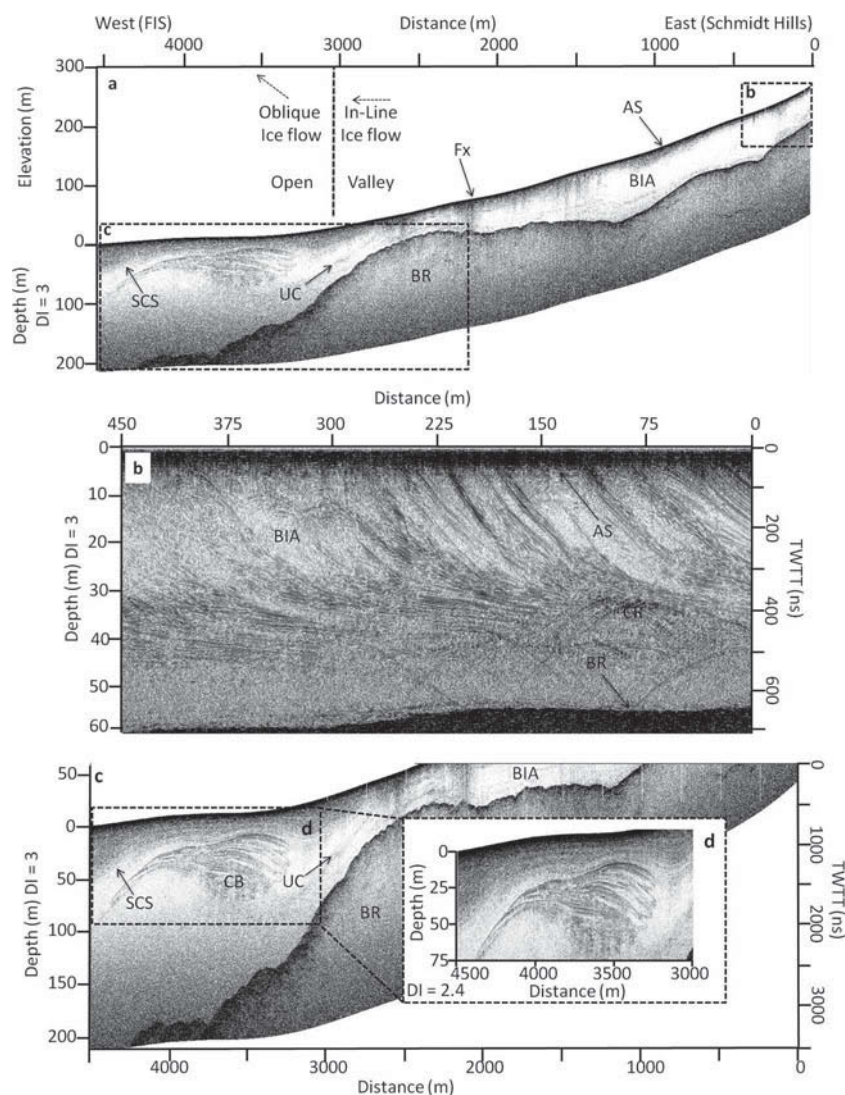 West (FIS) Distance (m) East (Schmidt Hills)
4000 3000 2000 1000 0
300
200
100
0
100
200
Elevation (m)
Depth (m)
DI = 3
a
Oblique
Ice flow
In-Line
Ice flow
Open Valley
b
AS
Fx
BIA
c
SCS
UC
BR
Distance (m)
450 375 300 225 150 75 0
0
10
20
30
40
50
60
Depth (m) DI = 3
b
BIA
AS
CB
BR
0
200
400
600
TWTT (ns)
c
50
0
50
100
150
200
Depth (m) DI = 3
BIA
d
SCS
CB
UC
BR
d
0
25
50
75
Depth (m)
4500 4000 3500 3000
DI = 2.4 Distance (m)
0
1000
2000
3000
TWTT (ns)
4000 3000 2000 1000 0
Distance (m)